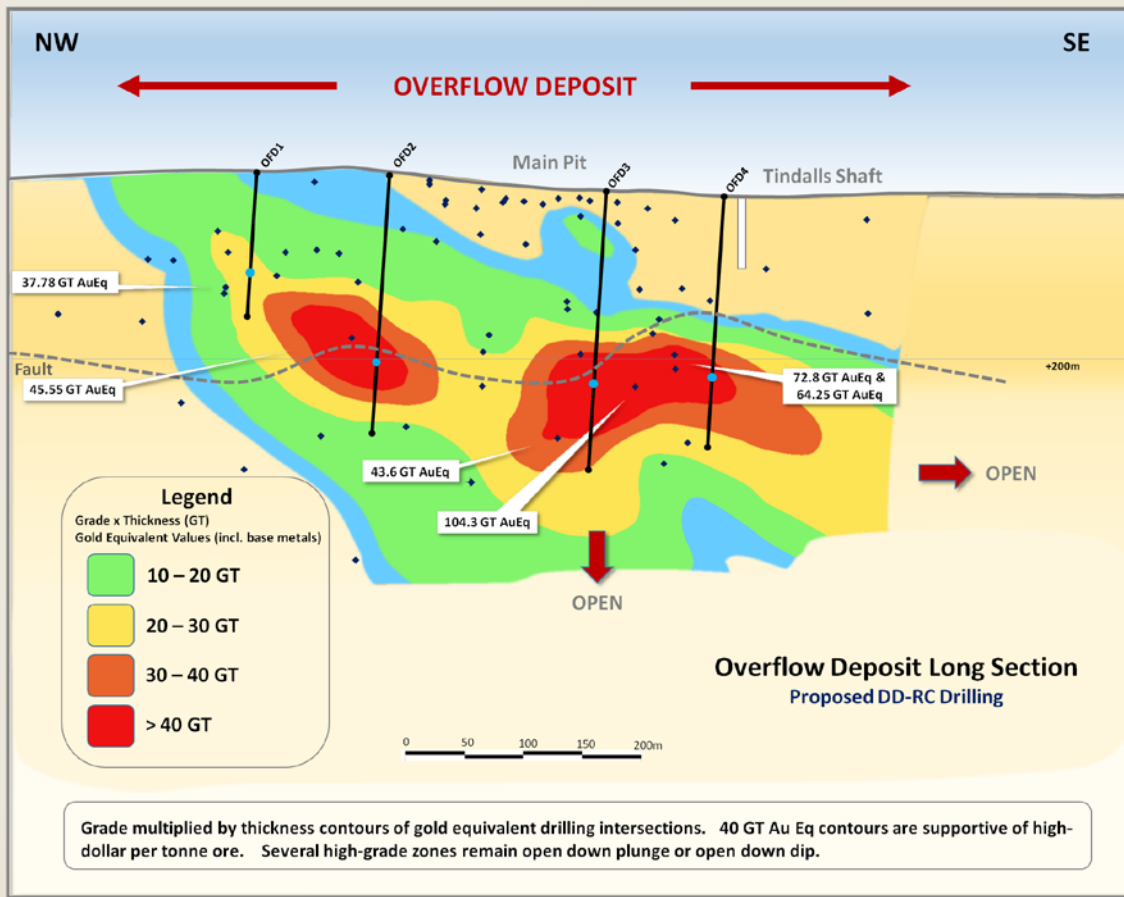 NW
SE
OVERFLOW DEPOSIT
OFD1
OFD2
Main Pit
OFD3
OFD4
Tindalls Shaft
37.78 GT AuEq
Fault
45.55 GT AuEq
+200m
72.8 GT AuEq &
64.25 GT AuEq
43.6 GT AuEq
104.3 GT AuEq
OPEN
OPEN
Legend
Grade x Thickness (GT)
Gold Equivalent Values (incl. base metals)
10 – 20 GT
20 – 30 GT
30 – 40 GT
> 40 GT
Overflow Deposit Long Section
Proposed DD-RC Drilling
0 50 100 150 200m
Grade multiplied by thickness contours of gold equivalent drilling intersections. 40 GT Au Eq contours are supportive of high-
dollar per tonne ore. Several high-grade zones remain open down plunge or open down dip.